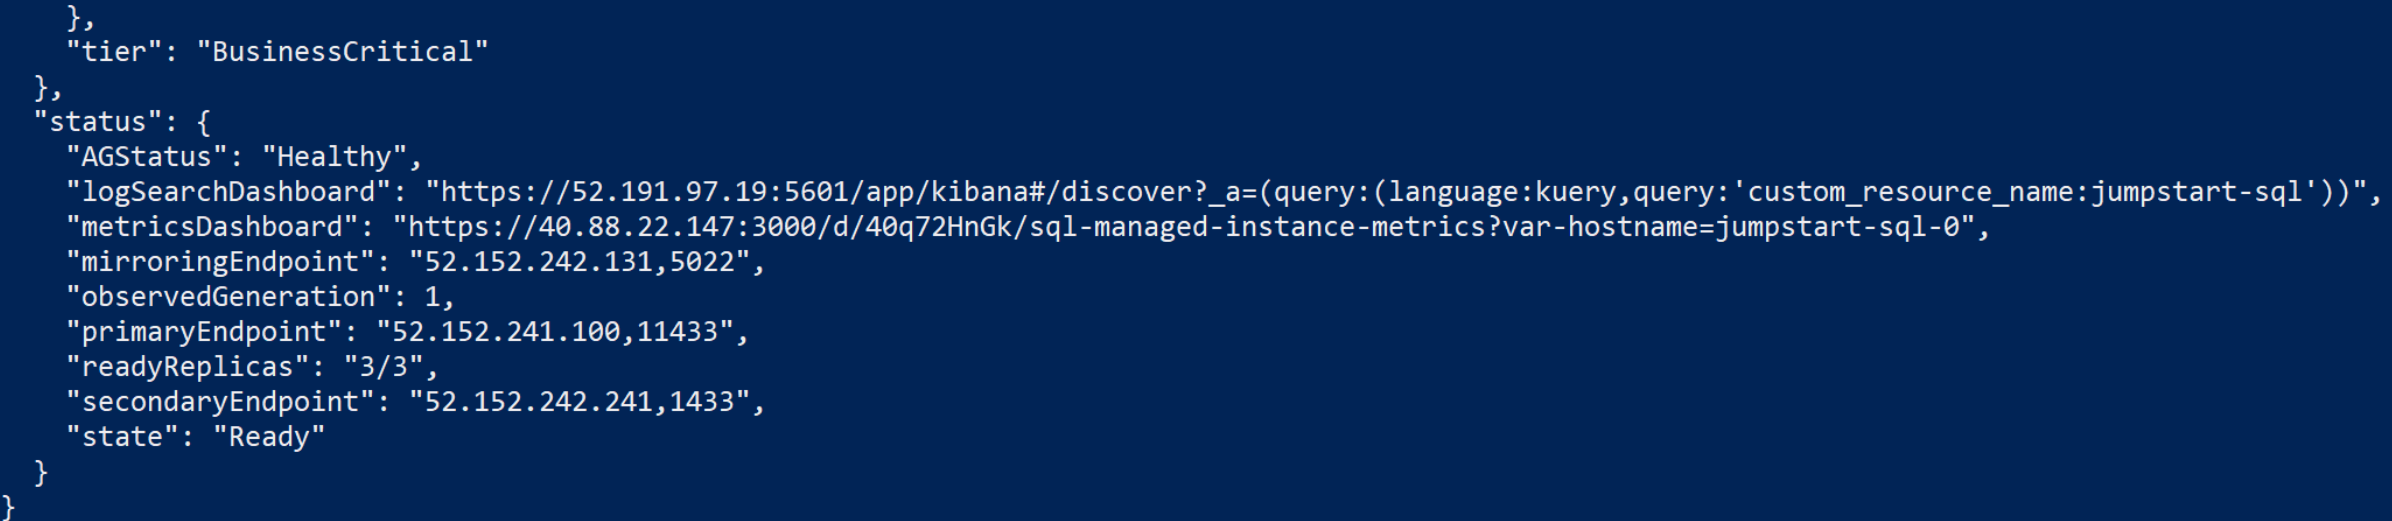 },
"tier": "BusinessCritical"
},
"status": {
"AGStatus": "Healthy",
"logSearchDashboard": "https://52.191.97.19:5601/app/kibana#/discover?_a=(query:(language:kuery,query:'custom_resource_name:jumpstart-sql'))",
"metricsDashboard": "https://40.88.22.147:3000/d/40q72HnGk/sql-managed-instance-metrics?var-hostname=jumpstart-sql-0",
"mirroringEndpoint": "52.152.242.131,5022",
"observedGeneration": 1,
"primaryEndpoint": "52.152.241.100,11433",
"readyReplicas": "3/3",
"secondaryEndpoint": "52.152.242.241,1433",
"state": "Ready"
}
}